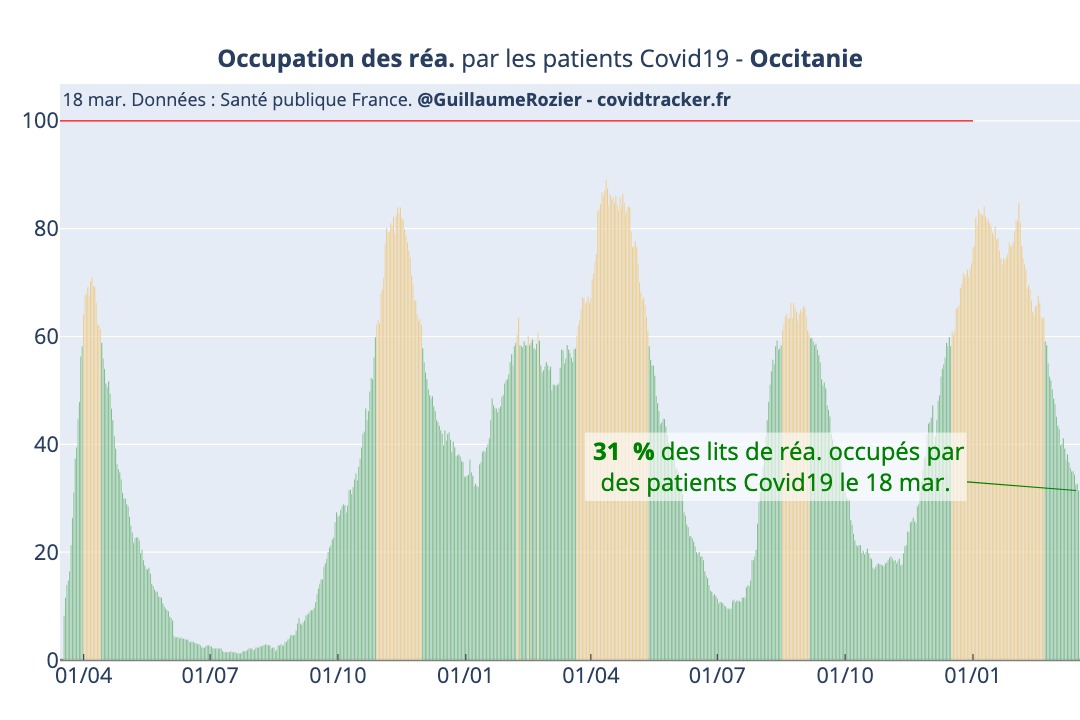 Occupation des réa. par les patients Covid19 - Occitanie
18 mar. Données : Santé publique France. @GuillaumeRozier - covidtracker.fr
100
80
60
40
20
0
31 % des lits de réa. occupés par
des patients Covid19 le 18 mar.
01/04 01/07 01/10 01/01 01/04 01/07 01/10 01/01